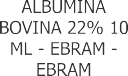 ALBUMINA
BOVINA 22% 10
ML - EBRAM -
EBRAM